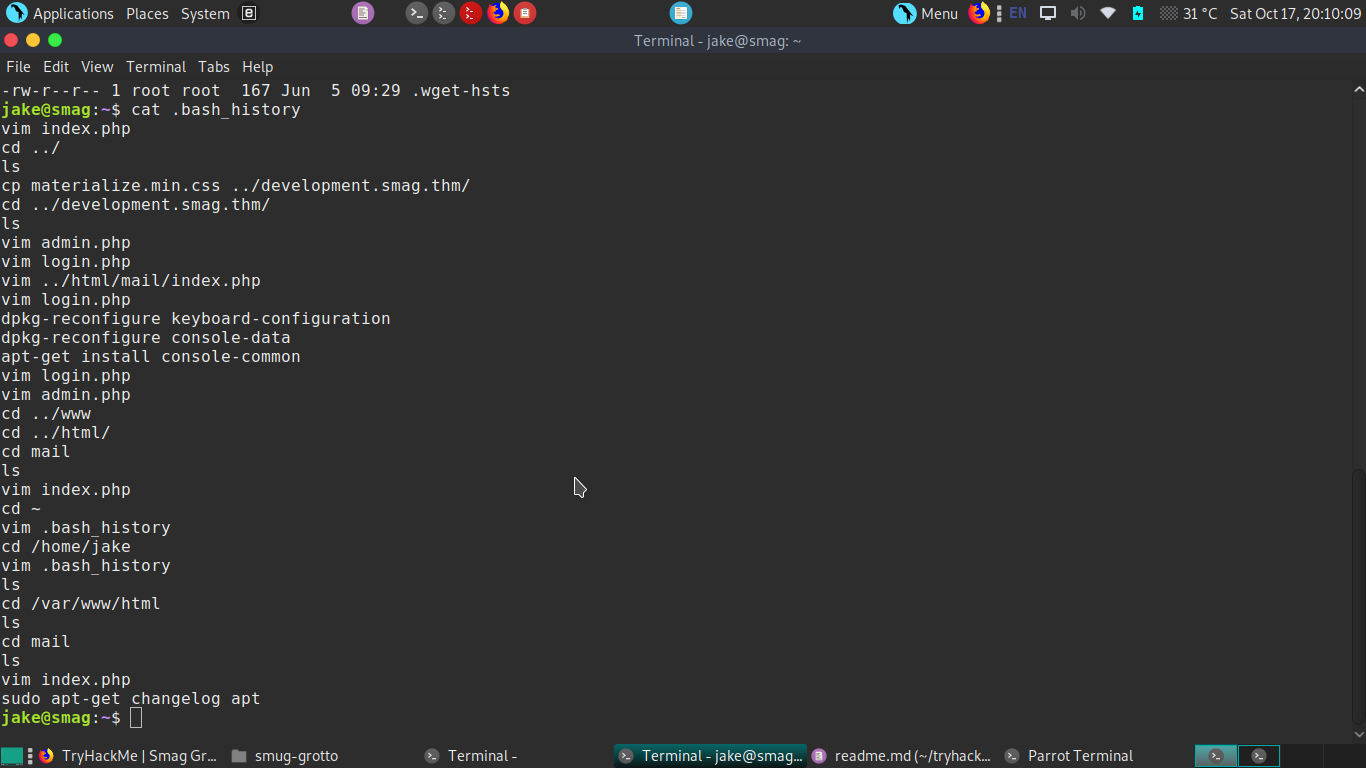 Applications Places System
Menu EN 31 °C Sat Oct 17, 20:10:09
Terminal - jake@smag: ~
File Edit View Terminal Tabs Help
-rw-r--r-- 1 root root  167 Jun  5 09:29 .wget-hsts
jake@smag:~$ cat .bash_history
vim index.php
cd ../
ls
cp materialize.min.css ../development.smag.thm/
cd ../development.smag.thm/
ls
vim admin.php
vim login.php
vim ../html/mail/index.php
vim login.php
dpkg-reconfigure keyboard-configuration
dpkg-reconfigure console-data
apt-get install console-common
vim login.php
vim admin.php
cd ../www
cd ../html/
cd mail
ls
vim index.php
cd ~
vim .bash_history
cd /home/jake
vim .bash_history
ls
cd /var/www/html
ls
cd mail
ls
vim index.php
sudo apt-get changelog apt
jake@smag:~$
TryHackMe | Smag Gr... smug-grotto Terminal - Terminal - jake@smag... readme.md (~/tryhack... Parrot Terminal